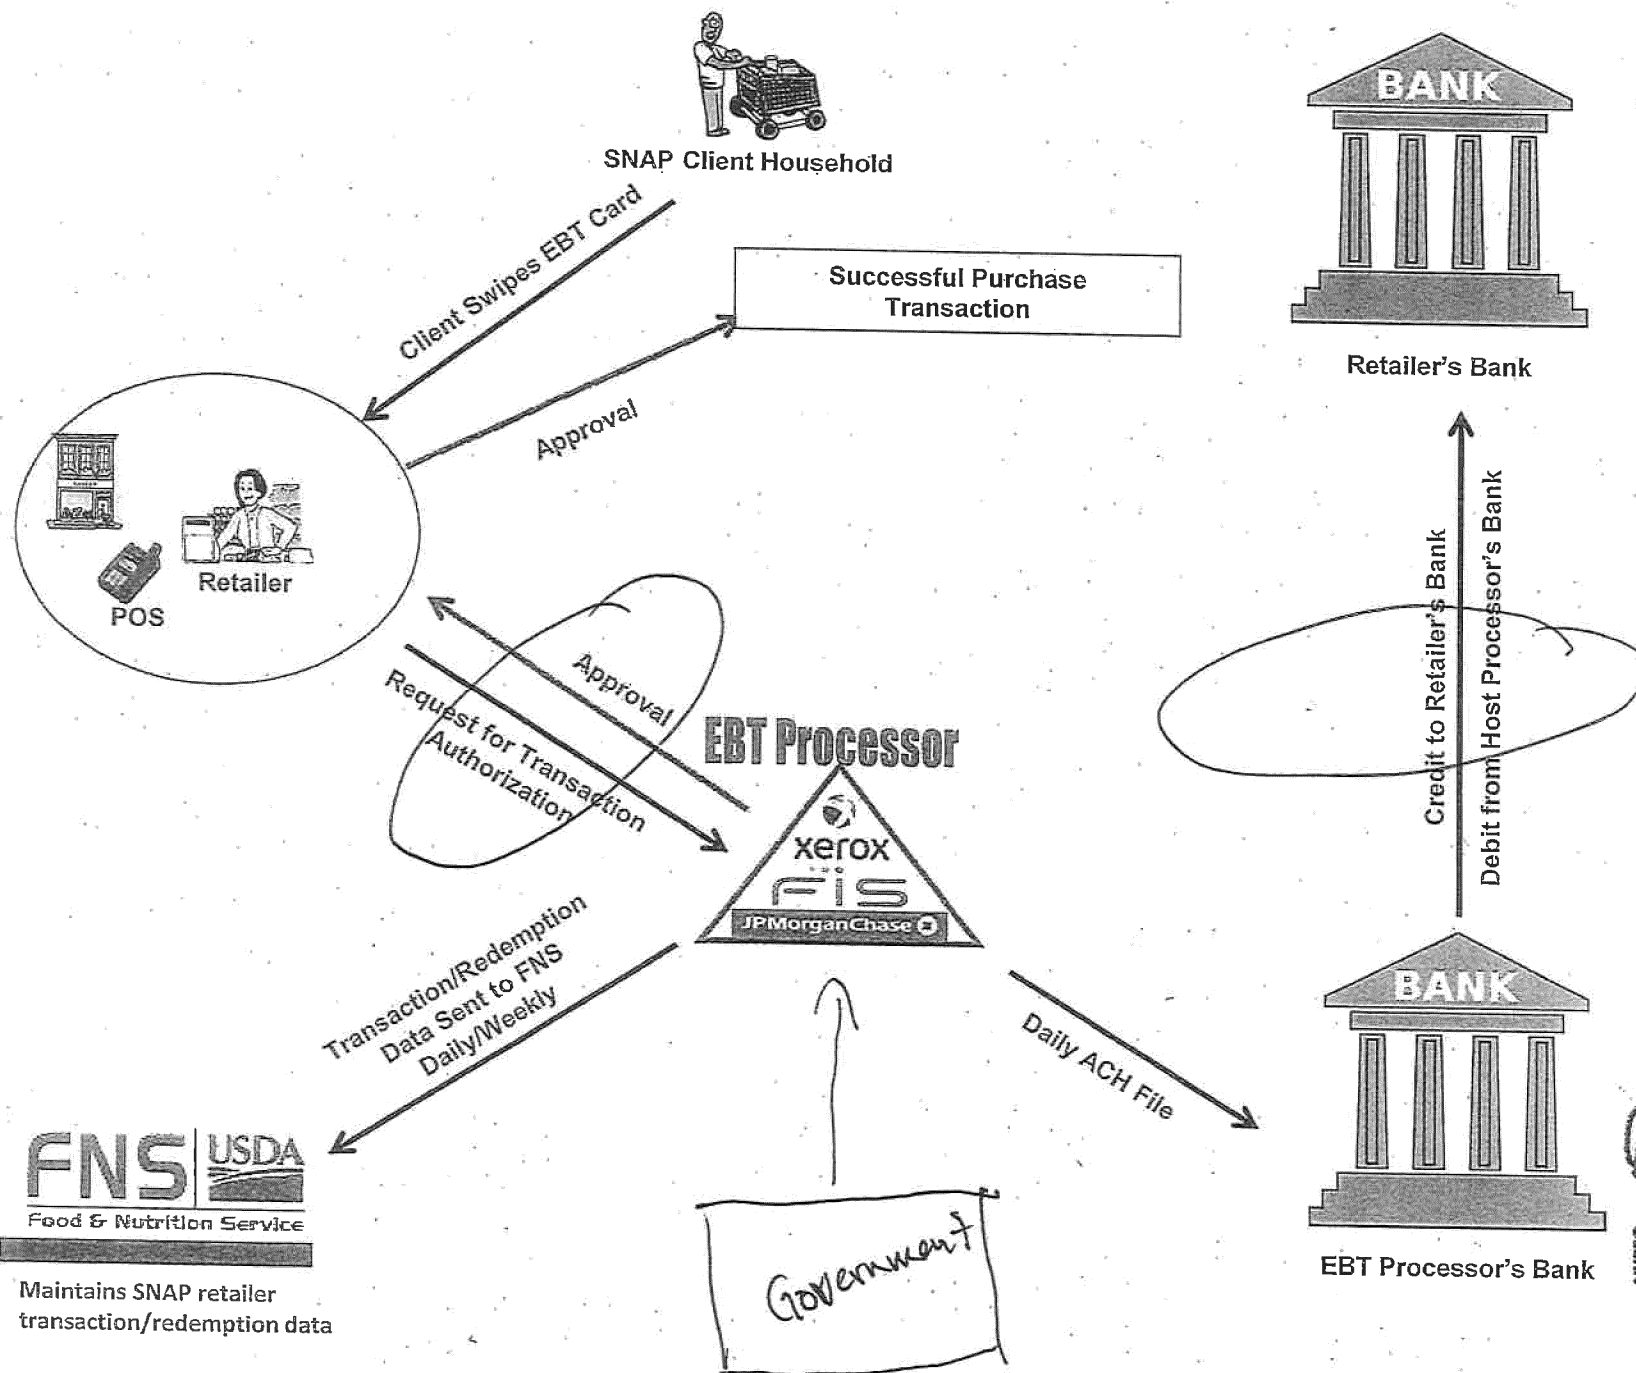 BANK
SNAP Client Household
Client Swipes EBT Card
Successful Purchase
Transaction
Retailer's Bank
Approval
Retailer
POS
Approval
Request for Transaction
Authorization
EBT Processor
xerox
FIS
JPMorganChase
Credit to Retailer's Bank
Debit from Host Processor's Bank
Transaction/Redemption
Data Sent to FNS
Daily/Weekly
Daily ACH File
BANK
EBT Processor's Bank
FNS USDA
Food & Nutrition Service
Maintains SNAP retailer
transaction/redemption data
Government